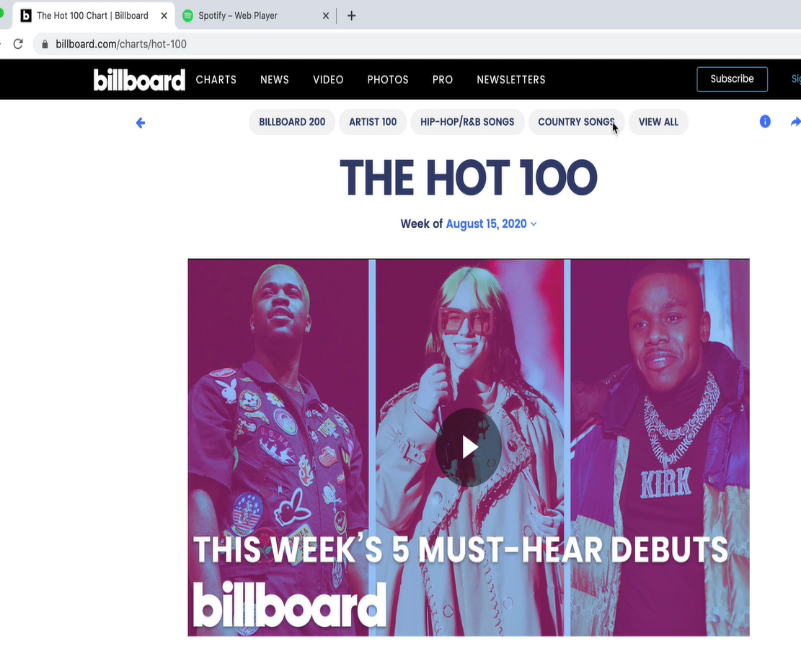 The Hot 100 Chart | Billboard
Spotify – Web Player
billboard.com/charts/hot-100
billboard CHARTS NEWS VIDEO PHOTOS PRO NEWSLETTERS Subscribe
BILLBOARD 200 ARTIST 100 HIP-HOP/R&B SONGS COUNTRY SONGS VIEW ALL
THE HOT 100
Week of August 15, 2020
KIRK
THIS WEEK'S 5 MUST-HEAR DEBUTS
billboard